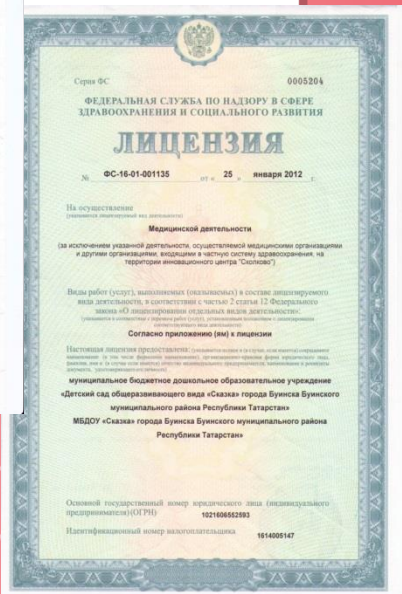 Серия ФС 0005204
ФЕДЕРАЛЬНАЯ СЛУЖБА ПО НАДЗОРУ В СФЕРЕ
ЗДРАВООХРАНЕНИЯ И СОЦИАЛЬНОГО РАЗВИТИЯ
ЛИЦЕНЗИЯ
№ ФС-16-01-001135 от « 25 » января 2012 г.
На осуществление
(указывается лицензируемый вид деятельности)
Медицинской деятельности
(за исключением указанной деятельности, осуществляемой медицинскими организациями
и другими организациями, входящими в частную систему здравоохранения, на
территории инновационного центра "Сколково")
Виды работ (услуг), выполняемых (оказываемых) в составе лицензируемого
вида деятельности, в соответствии с частью 2 статьи 12 Федерального
закона «О лицензировании отдельных видов деятельности»:
Согласно приложению (ям) к лицензии
Настоящая лицензия предоставлена:
муниципальное бюджетное дошкольное образовательное учреждение
«Детский сад общеразвивающего вида «Сказка» города Буинска Буинского
муниципального района Республики Татарстан»
МБДОУ «Сказка» города Буинска Буинского муниципального района
Республики Татарстан»
Основной государственный номер юридического лица (индивидуального
предпринимателя) (ОГРН) 1021606552593
Идентификационный номер налогоплательщика 1614005147